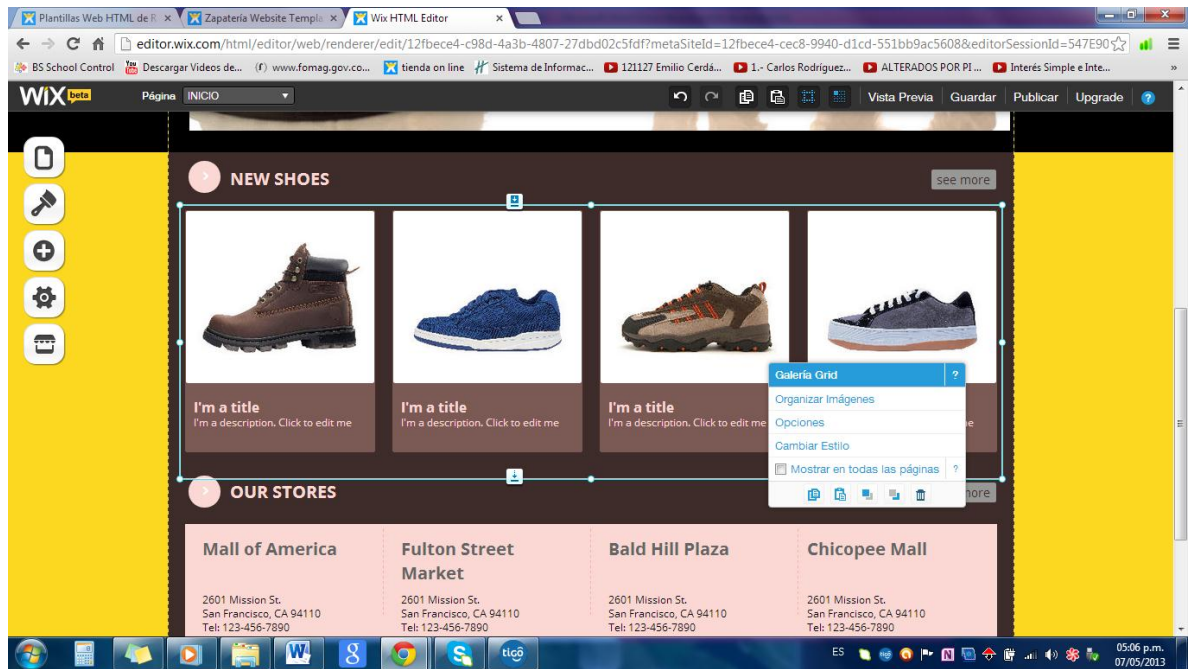 Plantillas Web HTML de R
Zapatería Website Templa
Wix HTML Editor
editor.wix.com/html/editor/web/renderer/edit/12fbece4-c98d-4a3b-4807-27dbd02c5fdf?metaSiteId=12fbece4-cec8-9940-d1cd-551bb9ac5608&editorSessionId=547E90
BS School Control
Descargar Videos de...
www.fomag.gov.co...
tienda on line
Sistema de Informac...
121127 Emilio Cerdá...
1.- Carlos Rodríguez...
ALTERADOS POR PI ...
Interés Simple e Inte...
WiX beta
Página INICIO
Vista Previa
Guardar
Publicar
Upgrade
?
NEW SHOES
see more
I'm a title
I'm a description. Click to edit me
I'm a title
I'm a description. Click to edit me
I'm a title
I'm a description. Click to edit me
Galería Grid ?
Organizar Imágenes
Opciones
Cambiar Estilo
Mostrar en todas las páginas ?
OUR STORES
Mall of America
2601 Mission St.
San Francisco, CA 94110
Tel: 123-456-7890
Fulton Street
Market
2601 Mission St.
San Francisco, CA 94110
Tel: 123-456-7890
Bald Hill Plaza
2601 Mission St.
San Francisco, CA 94110
Tel: 123-456-7890
Chicopee Mall
2601 Mission St.
San Francisco, CA 94110
Tel: 123-456-7890
tigo
ES
05:06 p.m.
07/05/2013